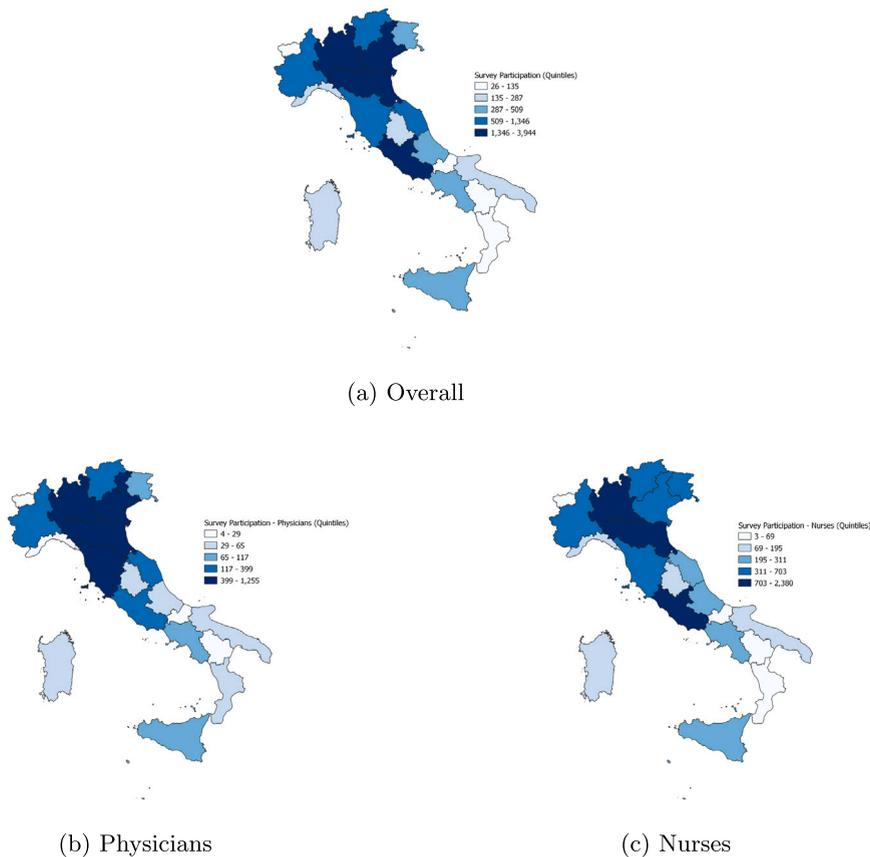 Survey Participation (Quintiles)
26 - 135
135 - 287
287 - 509
509 - 1,346
1,346 - 3,944
(a) Overall
Survey Participation - Physicians (Quintiles)
4 - 29
29 - 65
65 - 117
117 - 399
399 - 1,255
(b) Physicians
Survey Participation - Nurses (Quintiles)
3 - 69
69 - 195
195 - 311
311 - 703
703 - 2,380
(c) Nurses